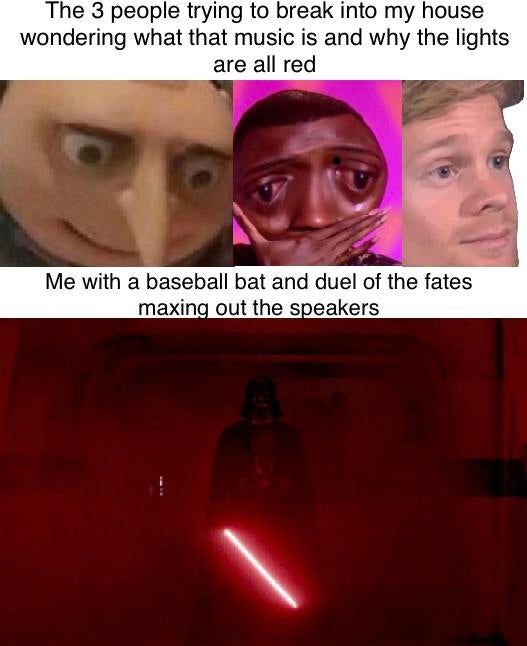 The 3 people trying to break into my house
wondering what that music is and why the lights
are all red
Me with a baseball bat and duel of the fates
maxing out the speakers